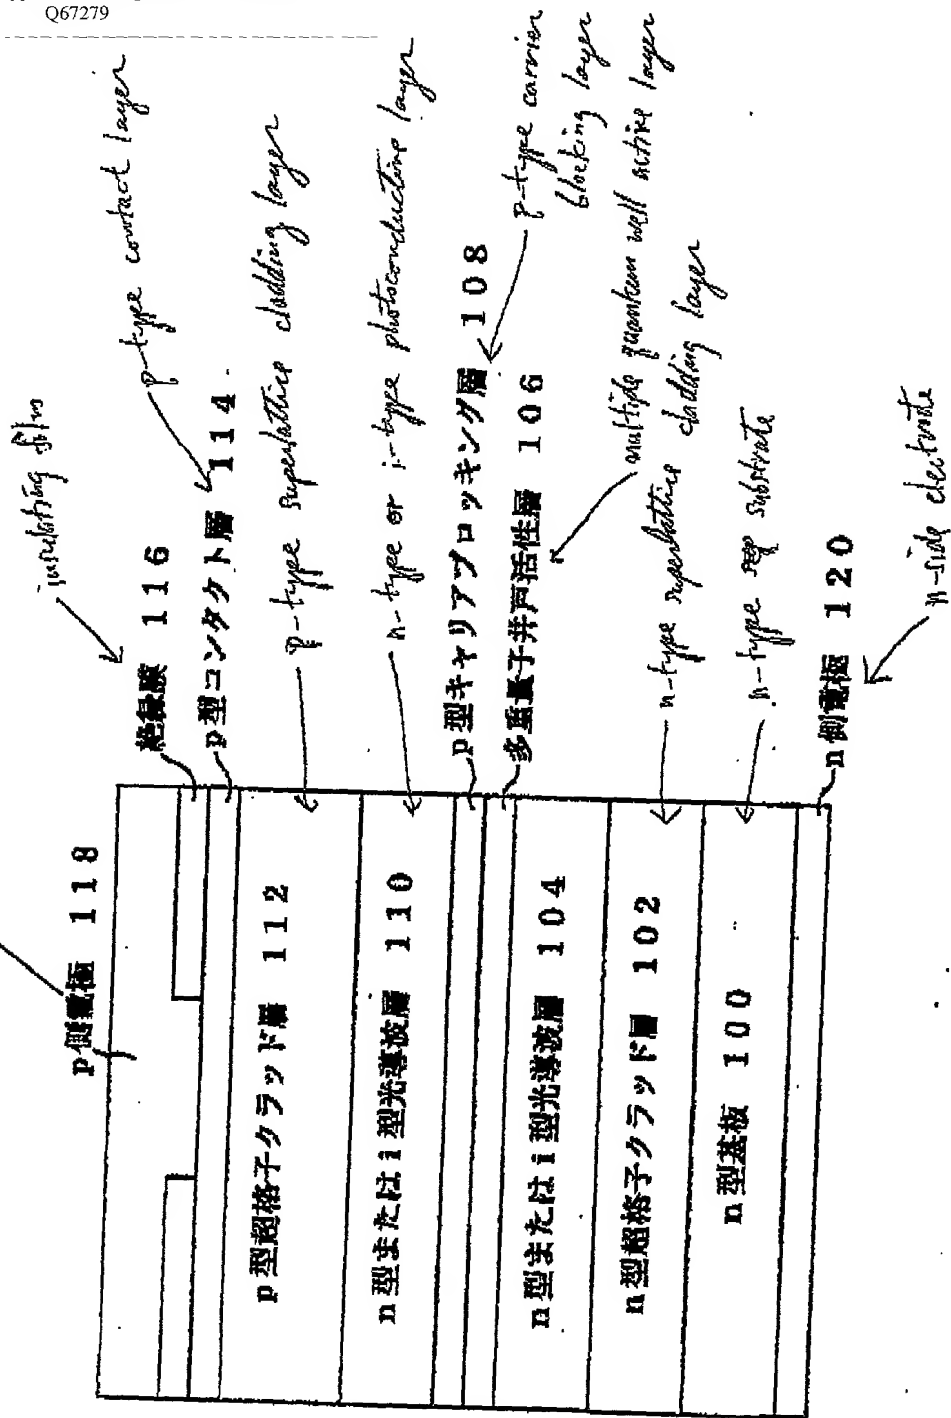 Q67279
p側電極 118
insulating film
絶縁膜 116
p-type contact layer
p型コンタクト層 114
p型超格子クラッド層 112
p-type superlattice cladding layer
n型またはi型光導波層 110
n-type or i-type photoconductive layer
p型キャリアブロッキング層 108
p-type carrier
blocking layer
多重量子井戸活性層 106
multiple quantum well active layer
n型またはi型光導波層 104
n型超格子クラッド層 102
n-type superlattice
cladding layer
n型基板 100
n-type substrate
n側電極 120
n-side electrode